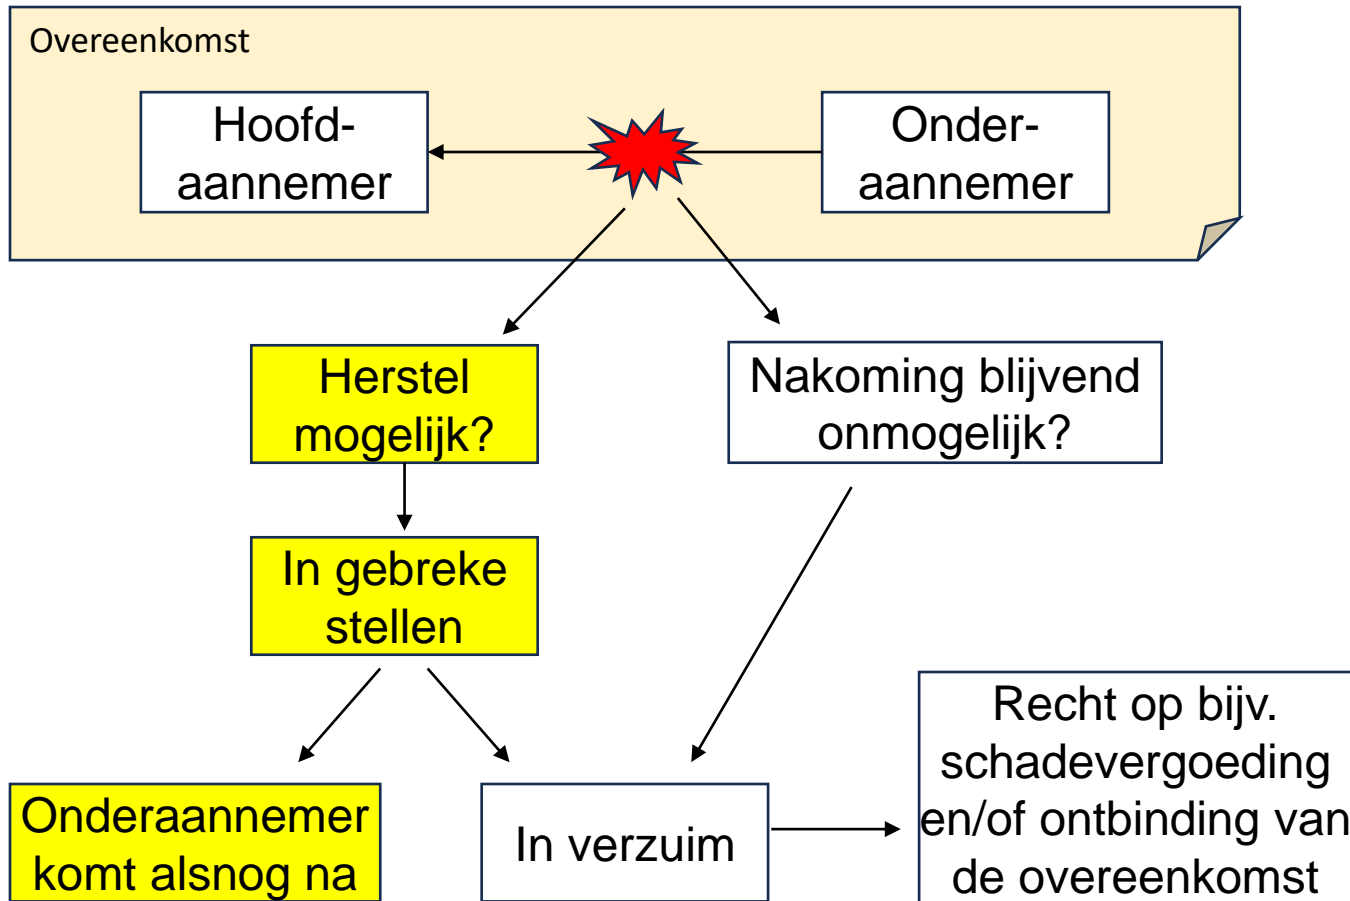 Overeenkomst
Hoofd-
aannemer
Onder-
aannemer
Herstel
mogelijk?
Nakoming blijvend
onmogelijk?
In gebreke
stellen
Onderaannemer
komt alsnog na
In verzuim
Recht op bijv.
schadevergoeding
en/of ontbinding van
de overeenkomst